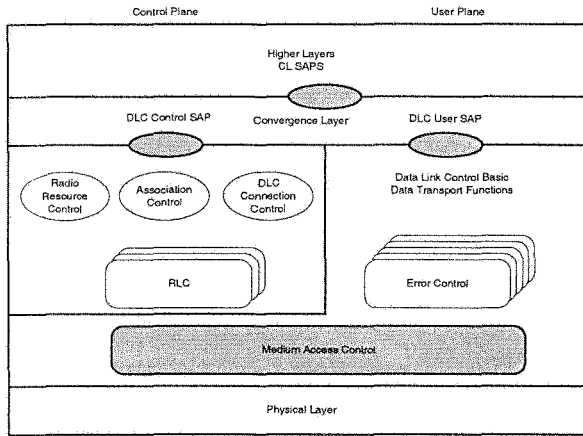 Control Plane
User Plane
Higher Layers
CL SAPS
DLC Control SAP
Convergence Layer
DLC User SAP
Radio
Resource
Control
Association
Control
DLC
Connection
Control
Data Link Control Basic
Data Transport Functions
RLC
Error Control
Medium Access Control
Physical Layer